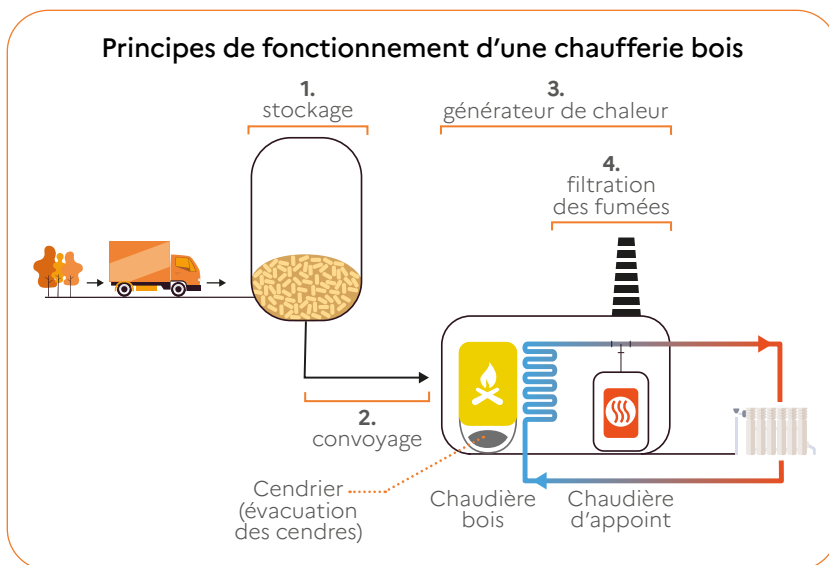 Principes de fonctionnement d’une chaufferie bois
1.
stockage
3.
générateur de chaleur
4.
filtration
des fumées
2.
convoyage
Cendrier
(évacuation
des cendres)
Chaudière
bois
Chaudière
d’appoint